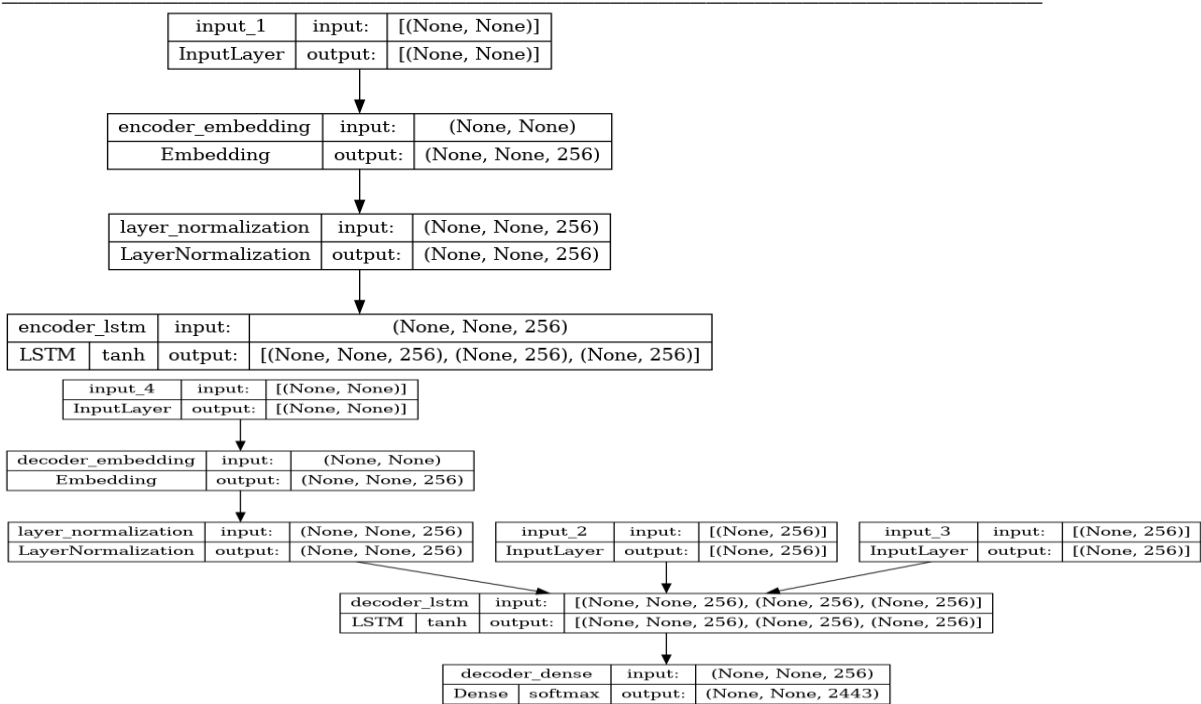 input_1 input: [(None, None)]
InputLayer output: [(None, None)]
encoder_embedding input: (None, None)
Embedding output: (None, None, 256)
layer_normalization input: (None, None, 256)
LayerNormalization output: (None, None, 256)
encoder_lstm input: (None, None, 256)
LSTM tanh output: [(None, None, 256), (None, 256), (None, 256)]
input_4 input: [(None, None)]
InputLayer output: [(None, None)]
decoder_embedding input: (None, None)
Embedding output: (None, None, 256)
layer_normalization input: (None, None, 256)
LayerNormalization output: (None, None, 256)
input_2 input: [(None, 256)]
InputLayer output: [(None, 256)]
input_3 input: [(None, 256)]
InputLayer output: [(None, 256)]
decoder_lstm input: [(None, None, 256), (None, 256), (None, 256)]
LSTM tanh output: [(None, None, 256), (None, 256), (None, 256)]
decoder_dense input: (None, None, 256)
Dense softmax output: (None, None, 2443)